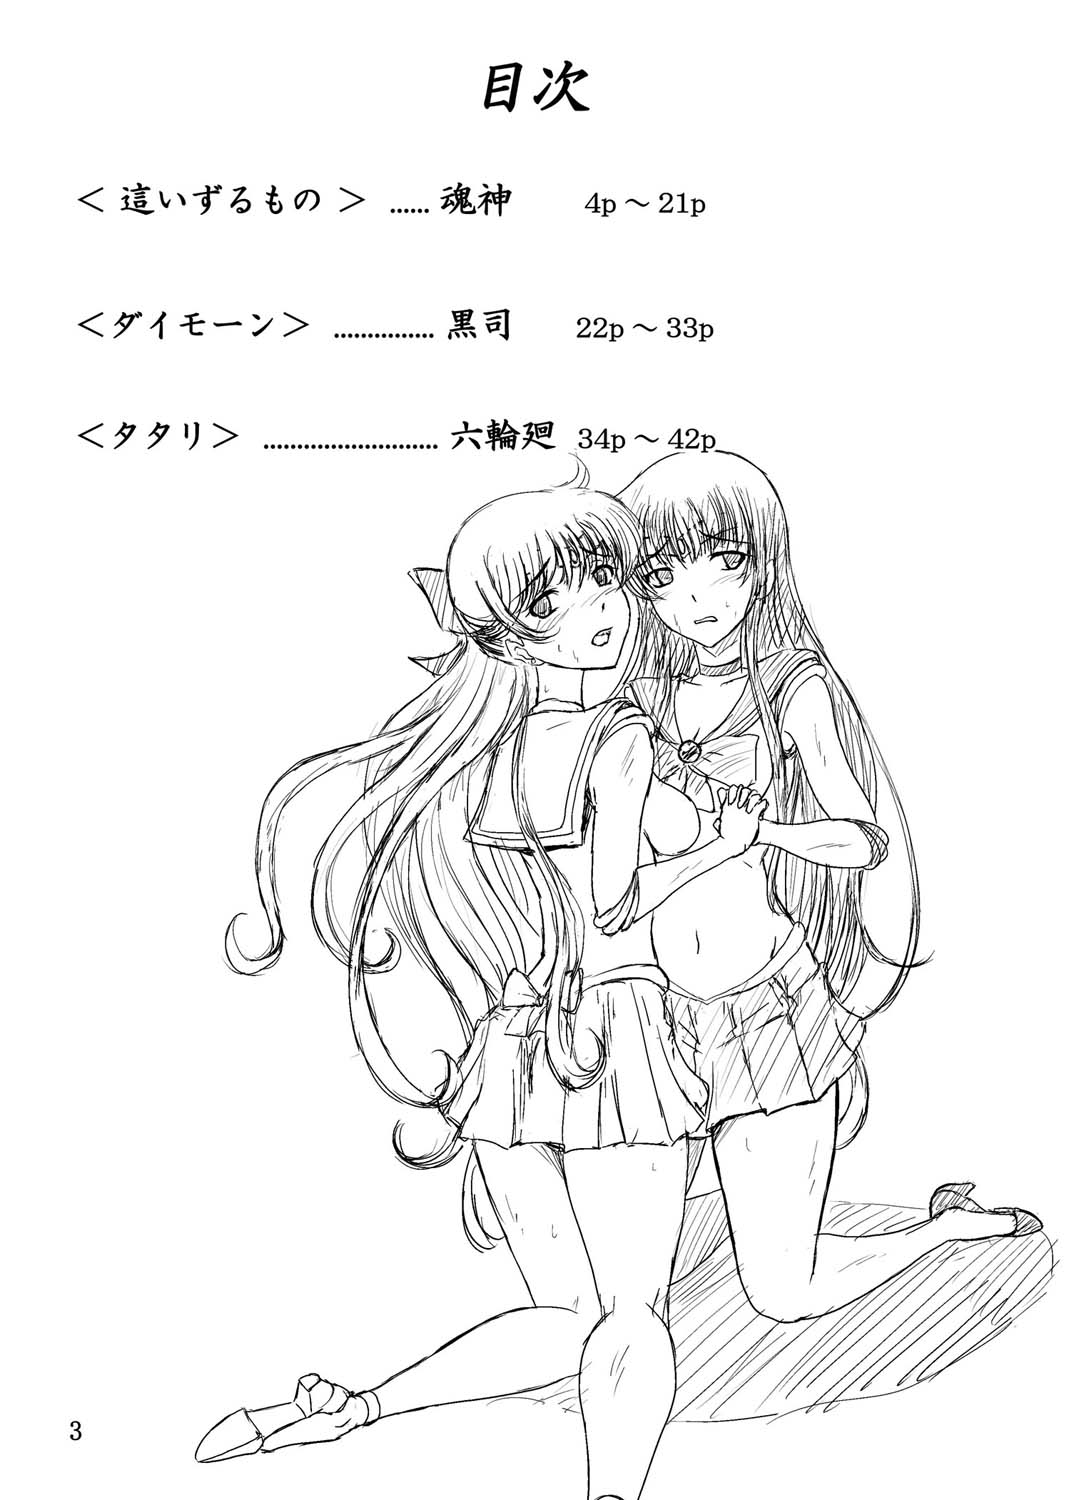 目次
＜ 這いずるもの ＞ ...... 魂神 4p ～ 21p
＜ダイモーン＞ ............... 黒司 22p ～ 33p
＜タタリ＞ .......................... 六輪廻 34p ～ 42p
3